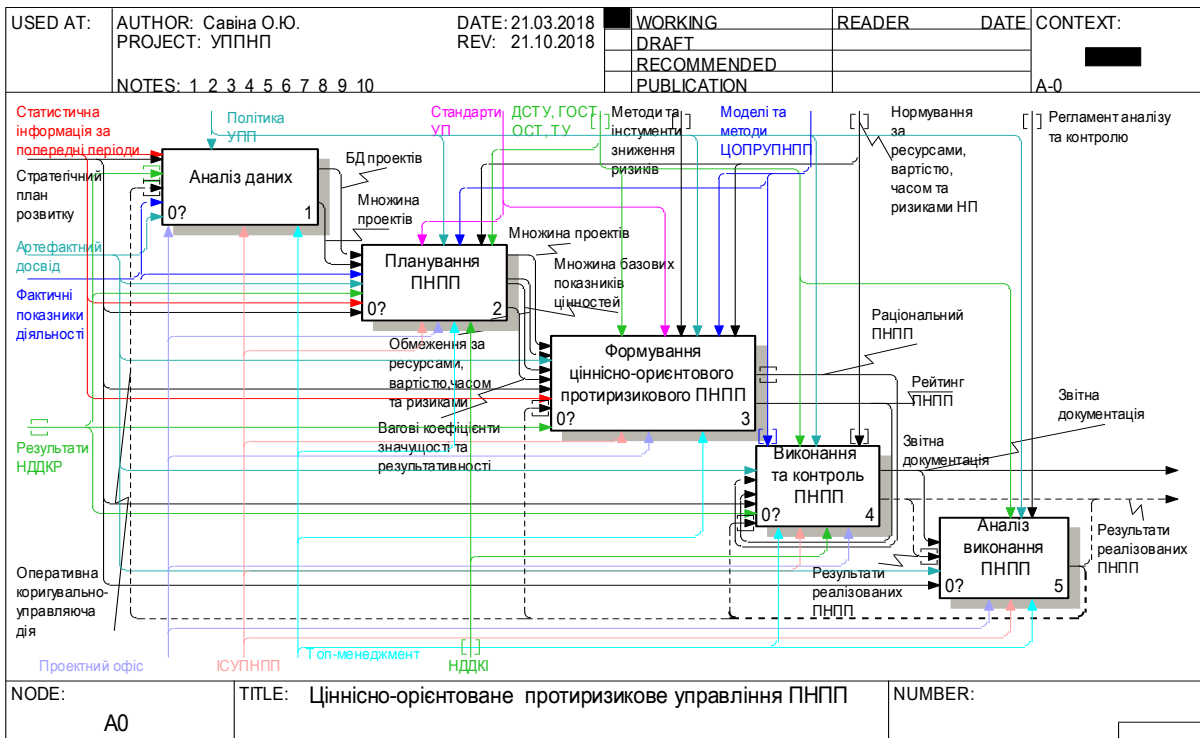 USED AT:
AUTHOR: Савіна О.Ю.
DATE: 21.03.2018
PROJECT: УППНП
REV: 21.10.2018
NOTES: 1 2 3 4 5 6 7 8 9 10
WORKING
DRAFT
RECOMMENDED
PUBLICATION
READER
DATE
CONTEXT:
A-0
Статистична
інформація за
попередні періоди
Політика
УПП
Стандарти
УП
ДСТУ, ГОСТ
ОСТ, ТУ
Методи та
інстументи
зниження
ризиків
Моделі та
методи
ЦОПРУПНПП
Нормування
за
ресурсами,
вартістю,
часом та
ризиками НП
Регламент аналізу
та контролю
Стратегічний
план
розвитку
Аналіз даних
0?
1
БД проектів
Множина
проектів
Артефактний
досвід
Фактичні
показники
діяльності
Планування
ПНПП
0?
2
Множина проектів
Множина базових
показників
цінностей
Обмеження за
ресурсами,
вартістю,часом
та ризиками
Формування
ціннісно-ориєнтового
протиризикового ПНПП
0?
3
Раціональний
ПНПП
Рейтинг
ПНПП
Звітна
документація
Вагові коефіцієнти
значущості та
результативності
Результати
НДДКР
Виконання
та контроль
ПНПП
0?
4
Звітна
документація
Аналіз
виконання
ПНПП
0?
5
Результати
реалізованих
ПНПП
Результати
реалізованих
ПНПП
Оперативна
коригувально-
управляюча
дія
Проектний офіс
ІСУПНПП
Топ-менеджмент
НДДКІ
NODE:
A0
TITLE: Ціннісно-орієнтоване протиризикове управління ПНПП
NUMBER: